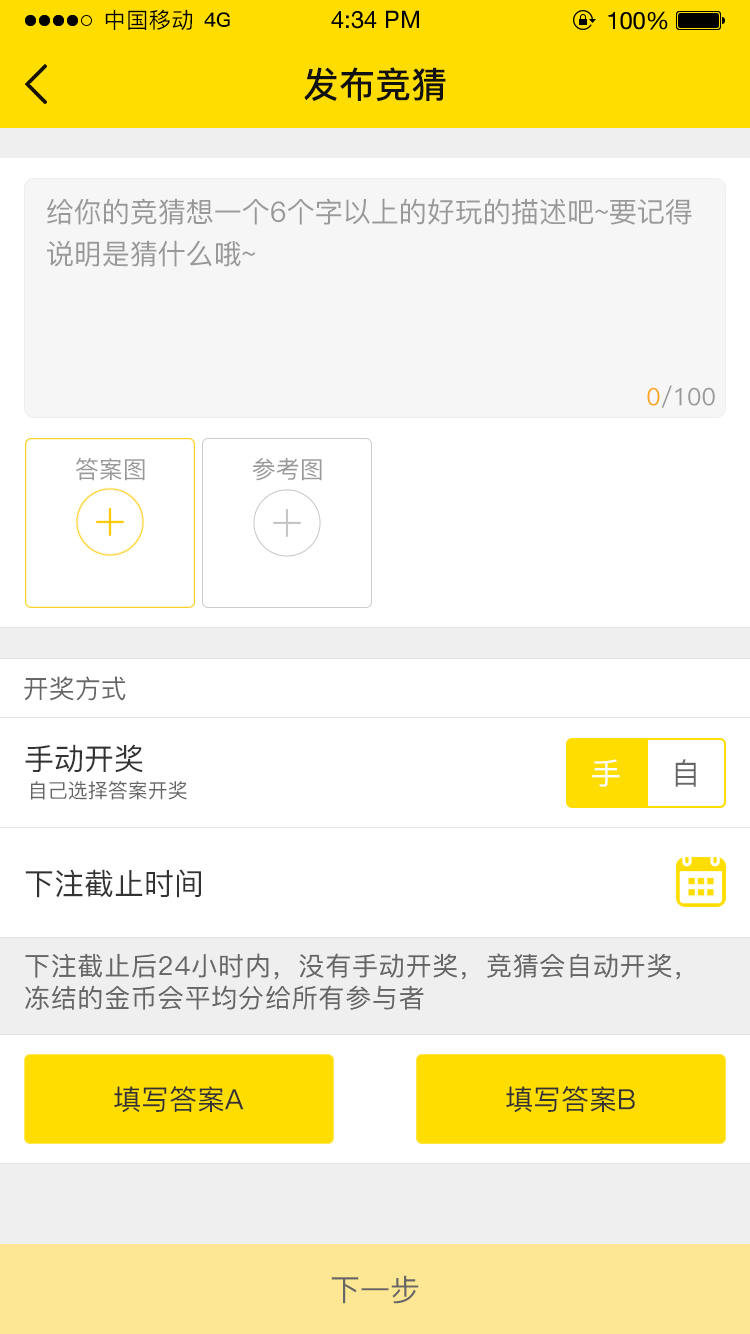 中国移动 4G 4:34 PM 100%
发布竞猜
给你的竞猜想一个6个字以上的好玩的描述吧~要记得
说明是猜什么哦~
0/100
答案图 参考图
开奖方式
手动开奖
自己选择答案开奖
手 自
下注截止时间
下注截止后24小时内，没有手动开奖，竞猜会自动开奖，
冻结的金币会平均分给所有参与者
填写答案A 填写答案B
下一步